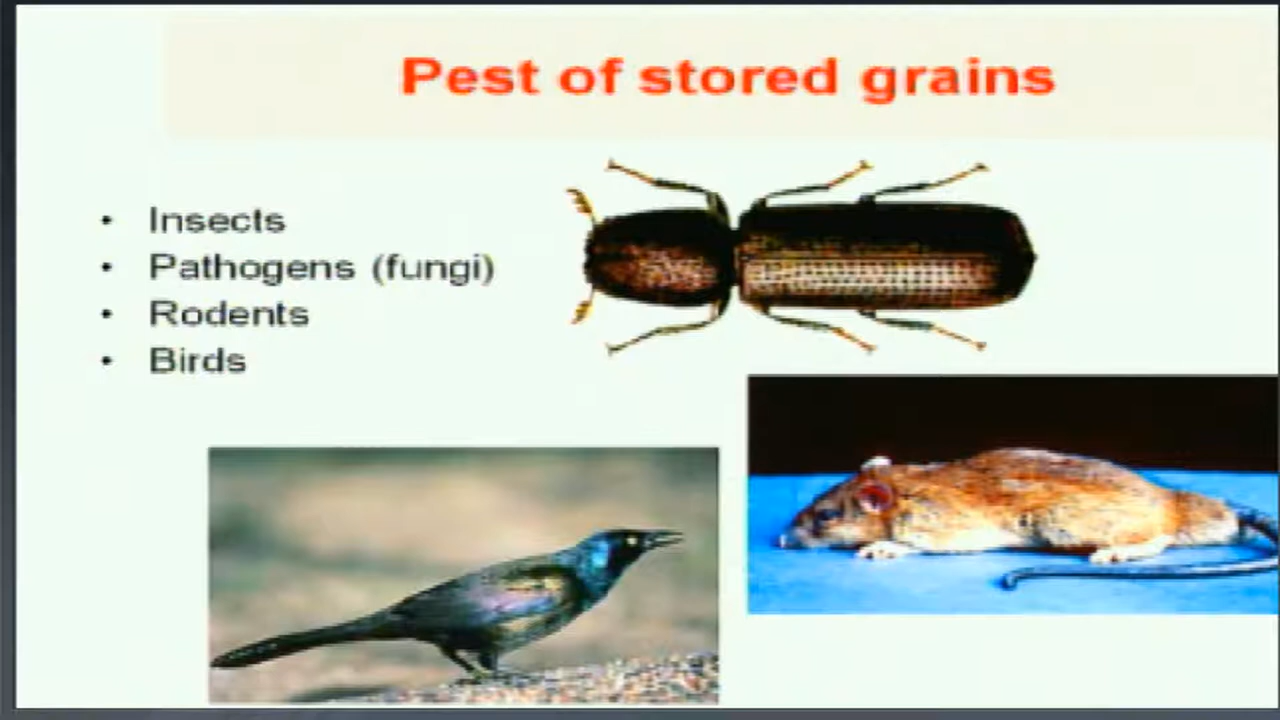 Pest of stored grains
• Insects
• Pathogens (fungi)
• Rodents
• Birds